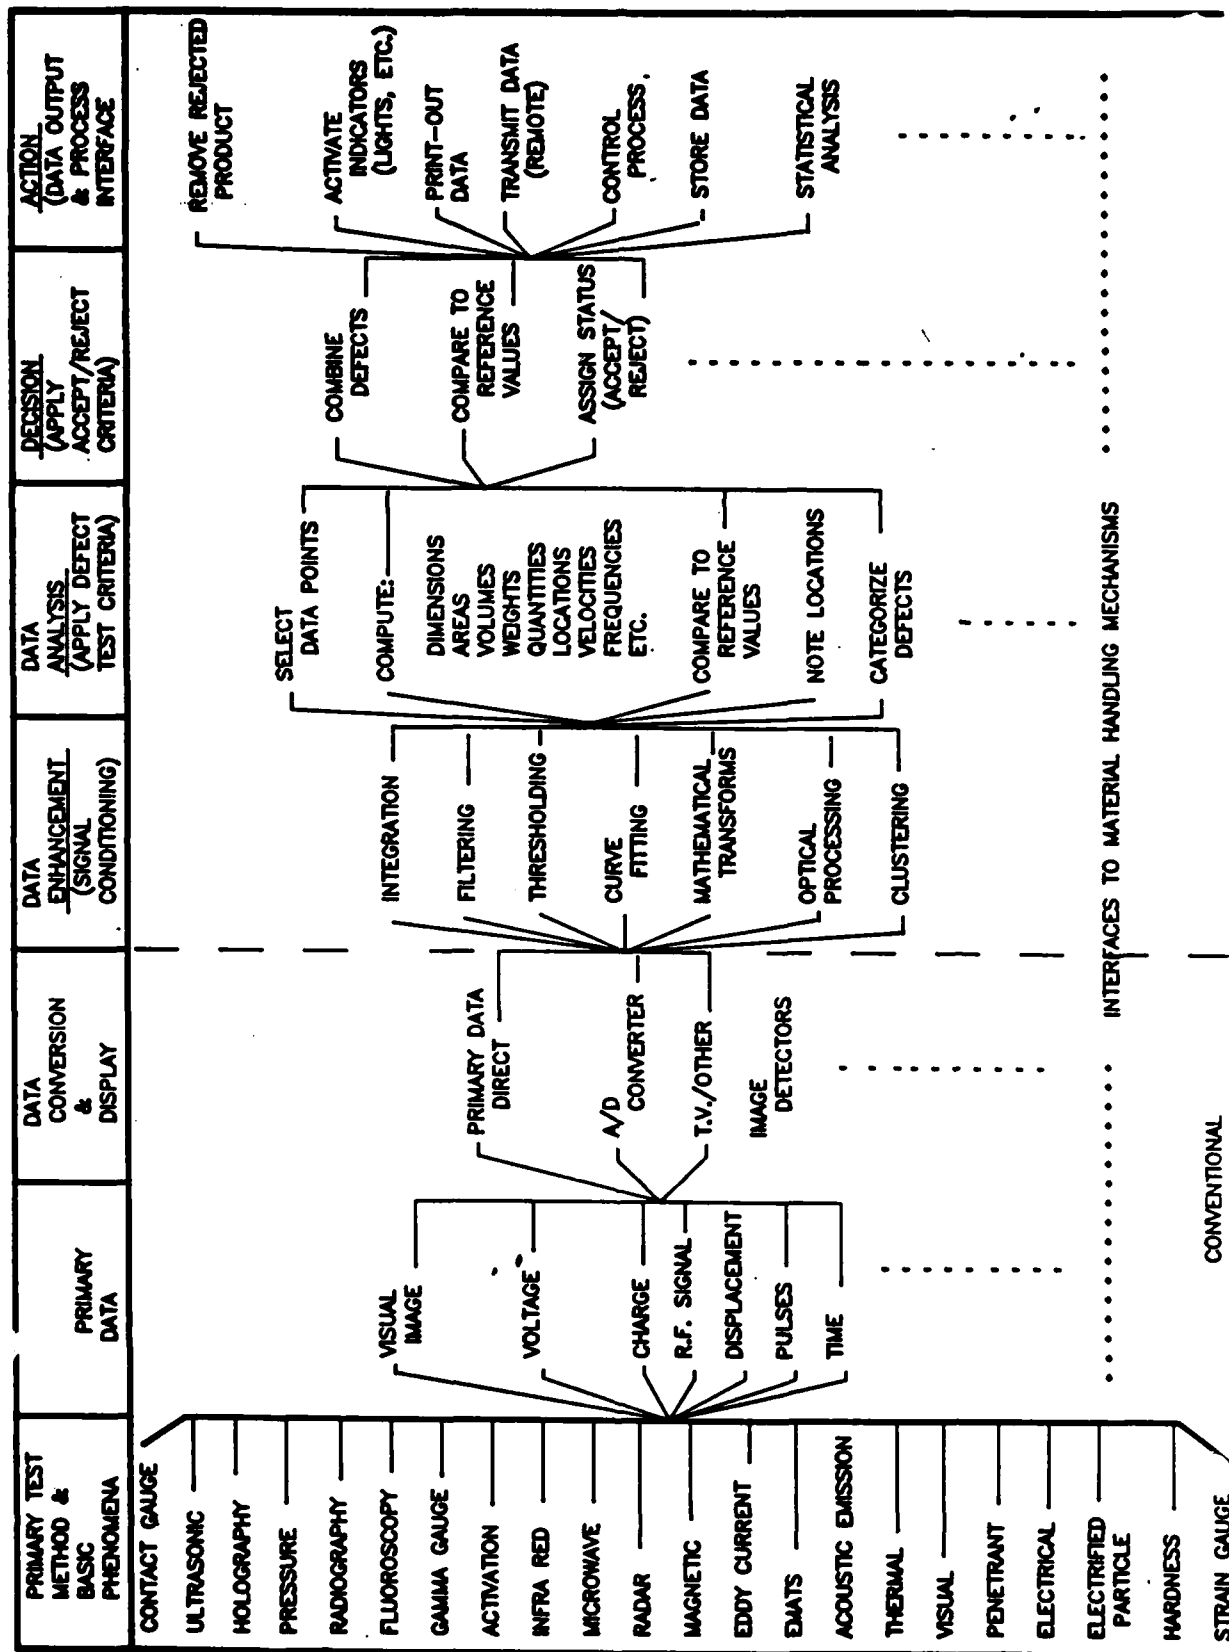 PRIMARY TEST
METHOD &
BASIC
PHENOMENA
CONTACT GAUGE
ULTRASONIC
HOLOGRAPHY
PRESSURE
RADIOGRAPHY
FLUOROSCOPY
GAMMA GAUGE
ACTIVATION
INFRA RED
MICROWAVE
RADAR
MAGNETIC
EDDY CURRENT
EMATS
ACOUSTIC EMISSION
THERMAL
VISUAL
PENETRANT
ELECTRICAL
ELECTRIFIED
PARTICLE
HARDNESS
STRAIN GAUGE
PRIMARY
DATA
VISUAL
IMAGE
VOLTAGE
CHARGE
R.F. SIGNAL
DISPLACEMENT
PULSES
TIME
DATA
CONVERSION
&
DISPLAY
PRIMARY DATA
DIRECT
A/D
CONVERTER
T.V./OTHER
IMAGE
DETECTORS
DATA
ENHANCEMENT
(SIGNAL
CONDITIONING)
INTEGRATION
FILTERING
THRESHOLDING
CURVE
FITTING
MATHEMATICAL
TRANSFORMS
OPTICAL
PROCESSING
CLUSTERING
DATA
ANALYSIS
(APPLY DEFECT
TEST CRITERIA)
SELECT
DATA POINTS
COMPUTE:
DIMENSIONS
AREAS
VOLUMES
WEIGHTS
QUANTITIES
LOCATIONS
VELOCITIES
FREQUENCIES
ETC.
COMPARE TO
REFERENCE
VALUES
NOTE LOCATIONS
CATEGORIZE
DEFECTS
DECISION
(APPLY
ACCEPT/REJECT
CRITERIA)
COMBINE
DEFECTS
COMPARE TO
REFERENCE
VALUES
ASSIGN STATUS
(ACCEPT/
REJECT)
ACTION
(DATA OUTPUT
& PROCESS
INTERFACE
REMOVE REJECTED
PRODUCT
ACTIVATE
INDICATORS
(LIGHTS, ETC.)
PRINT-OUT
DATA
TRANSMIT DATA
(REMOTE)
CONTROL
PROCESS
STORE DATA
STATISTICAL
ANALYSIS
INTERFACES TO MATERIAL HANDLING MECHANISMS
CONVENTIONAL